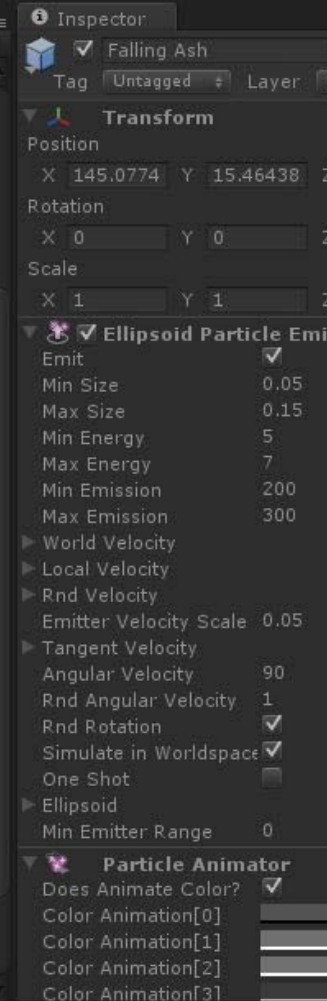 Inspector
Falling Ash
Tag Untagged Layer
Transform
Position
X 145.0774 Y 15.46438
Rotation
X 0 Y 0
Scale
X 1 Y 1
Ellipsoid Particle Emi
Emit
Min Size 0.05
Max Size 0.15
Min Energy 5
Max Energy 7
Min Emission 200
Max Emission 300
World Velocity
Local Velocity
Rnd Velocity
Emitter Velocity Scale 0.05
Tangent Velocity
Angular Velocity 90
Rnd Angular Velocity 1
Rnd Rotation
Simulate in Worldspace
One Shot
Ellipsoid
Min Emitter Range 0
Particle Animator
Does Animate Color?
Color Animation[0]
Color Animation[1]
Color Animation[2]
Color Animation[3]